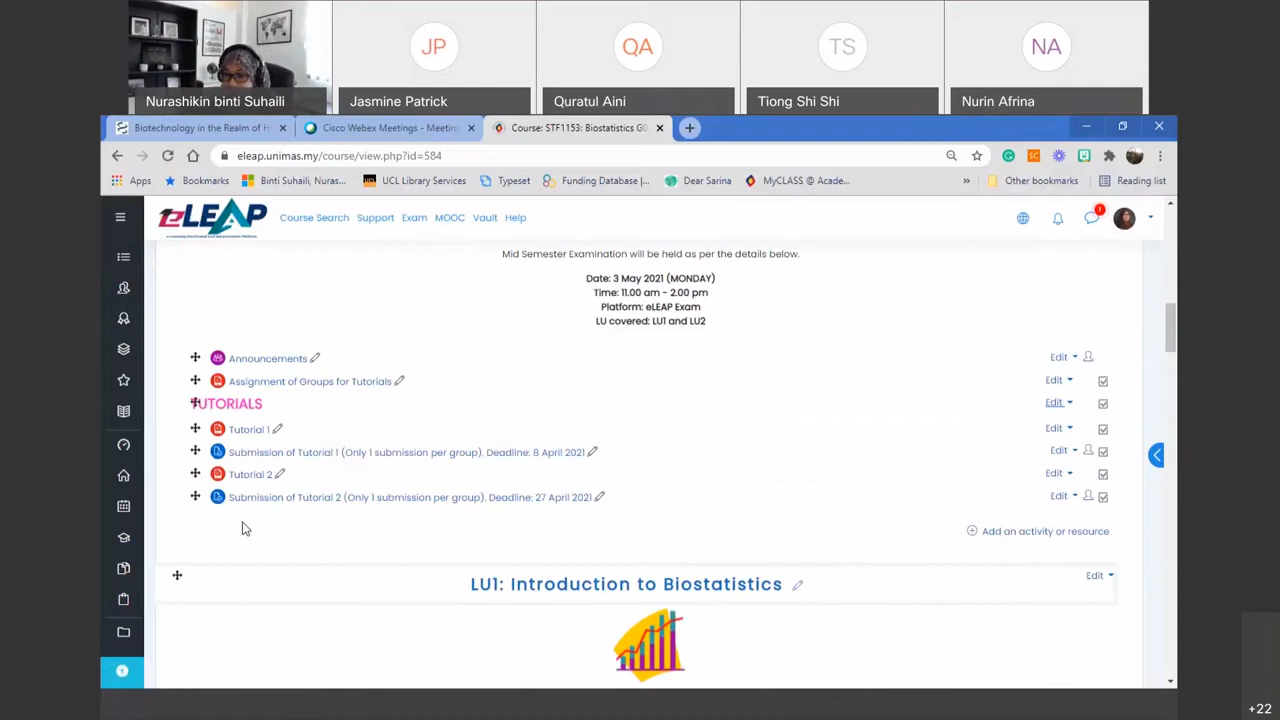 JP
QA
TS
NA
Nurashikin binti Suhaili
Jasmine Patrick
Quratul Aini
Tiong Shi Shi
Nurin Afrina
Biotechnology in the Realm of H
Cisco Webex Meetings - Meeting
Course: STF1153: Biostatistics G0
eleap.unimas.my/course/view.php?id=584
Apps
Bookmarks
Binti Suhaili, Nuras...
UCL Library Services
Typeset
Funding Database |...
Dear Sarina
MyCLASS @ Acade...
Other bookmarks
Reading list
eLEAP
Course Search
Support
Exam
MOOC
Vault
Help
1
Mid Semester Examination will be held as per the details below.
Date: 3 May 2021 (MONDAY)
Time: 11.00 am - 2.00 pm
Platform: eLEAP Exam
LU covered: LU1 and LU2
Announcements Edit
Assignment of Groups for Tutorials Edit
TUTORIALS Edit
Tutorial 1 Edit
Submission of Tutorial 1 (Only 1 submission per group). Deadline: 8 April 2021 Edit
Tutorial 2 Edit
Submission of Tutorial 2 (Only 1 submission per group). Deadline: 27 April 2021 Edit
Add an activity or resource
Edit
LU1: Introduction to Biostatistics
+22